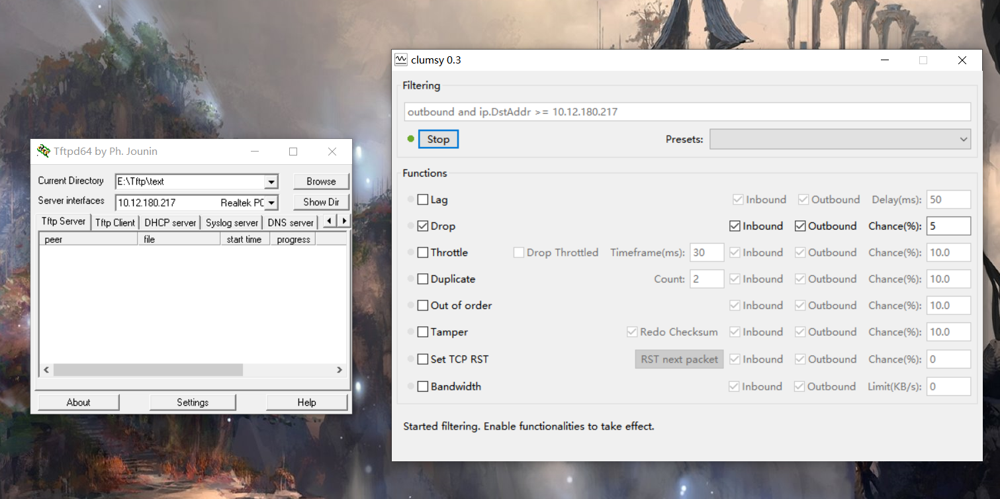 Tftpd64 by Ph. Jounin
Current Directory E:\Tftp\text Browse
Server interfaces 10.12.180.217 Realtek PC Show Dir
Tftp Server Tftp Client DHCP server Syslog server DNS server
peer file start time progress
About Settings Help
clumsy 0.3
Filtering
outbound and ip.DstAddr >= 10.12.180.217
Stop Presets:
Functions
Lag Inbound Outbound Delay(ms): 50
Drop Inbound Outbound Chance(%): 5
Throttle Drop Throttled Timeframe(ms): 30 Inbound Outbound Chance(%): 10.0
Duplicate Count: 2 Inbound Outbound Chance(%): 10.0
Out of order Inbound Outbound Chance(%): 10.0
Tamper Redo Checksum Inbound Outbound Chance(%): 10.0
Set TCP RST RST next packet Inbound Outbound Chance(%): 0
Bandwidth Inbound Outbound Limit(KB/s): 0
Started filtering. Enable functionalities to take effect.